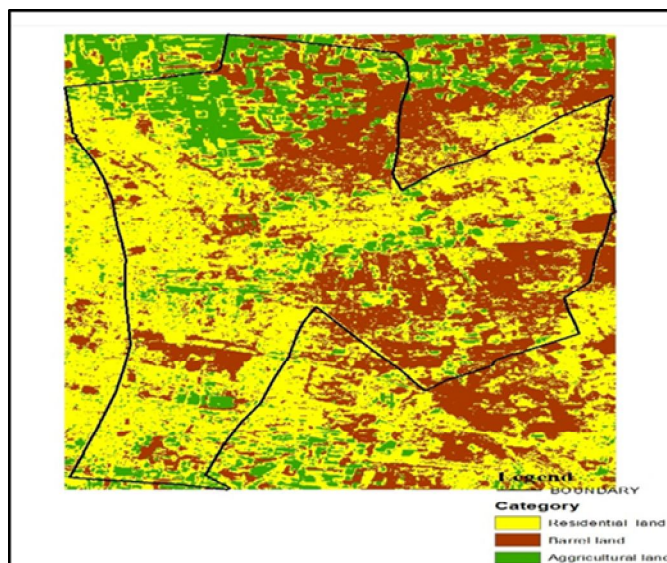 Legend
BOUNDARY
Category
Residential land
Barrel land
Aggricultural land